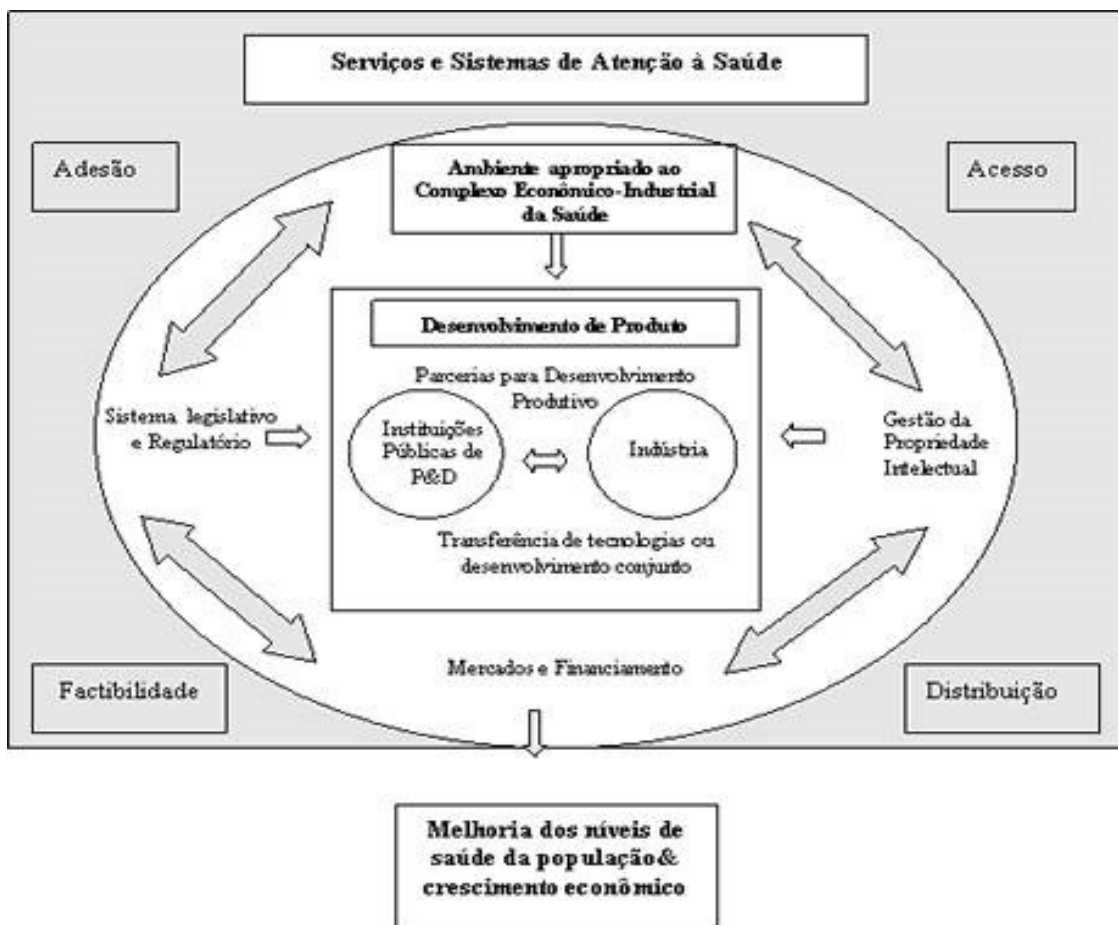 Serviços e Sistemas de Atenção à Saúde
Adesão
Acesso
Ambiente apropriado ao
Complexo Econômico-Industrial
da Saúde
Desenvolvimento de Produto
Parcerias para Desenvolvimento
Produtivo
Sistema legislativo
e Regulatório
Instituições
Públicas de
P&D
Indústria
Gestão da
Propriedade
Intelectual
Transferência de tecnologias ou
desenvolvimento conjunto
Mercados e Financiamento
Factibilidade
Distribuição
Melhoria dos níveis de
saúde da população&
crescimento econômico